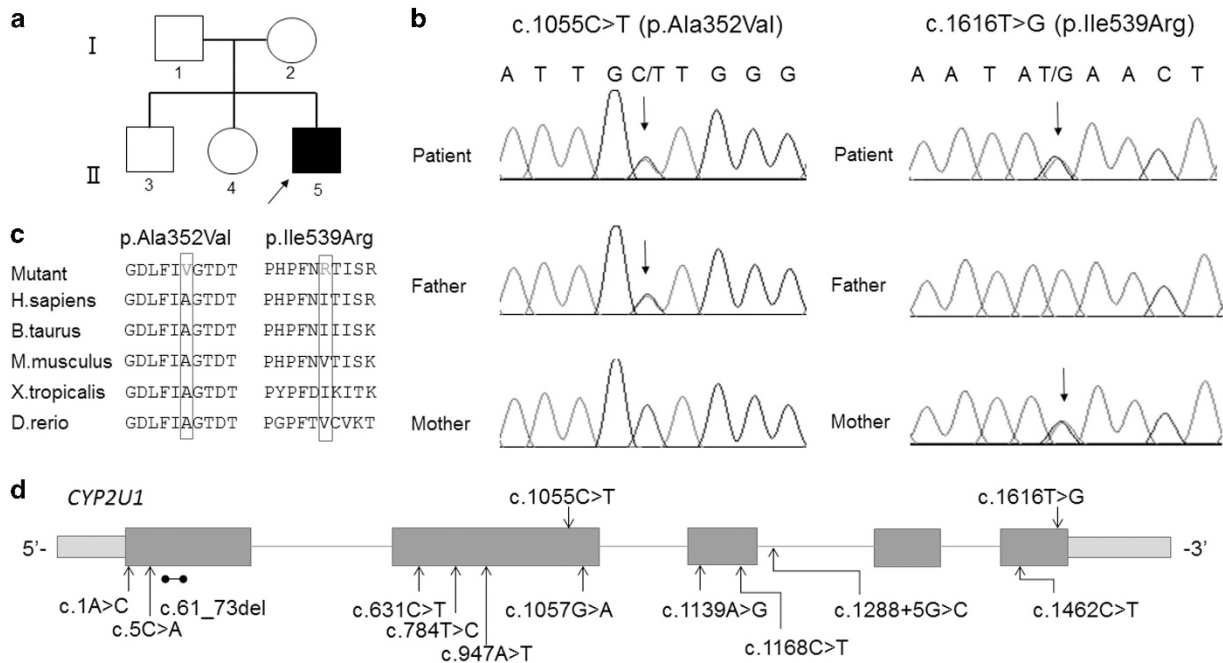 a
I
1
2
II
3
4
5
b
c.1055C>T (p.Ala352Val)
A T T G C/T T G G G
Patient
Father
Mother
c.1616T>G (p.Ile539Arg)
A A T A T/G A A C T
Patient
Father
Mother
c
p.Ala352Val p.Ile539Arg
Mutant GDLFIVGTDT PHPFNRTISR
H.sapiens GDLFIAGTDT PHPFNITISR
B.taurus GDLFIAGTDT PHPFNIIISK
M.musculus GDLFIAGTDT PHPFNVTISK
X.tropicalis GDLFIAGTDT PYPFDIKITK
D.rerio GDLFIAGTDT PGPFTVCVKT
d
CYP2U1
c.1055C>T
c.1616T>G
5'-
-3'
c.1A>C
c.5C>A
c.61_73del
c.631C>T
c.784T>C
c.947A>T
c.1057G>A
c.1139A>G
c.1168C>T
c.1288+5G>C
c.1462C>T